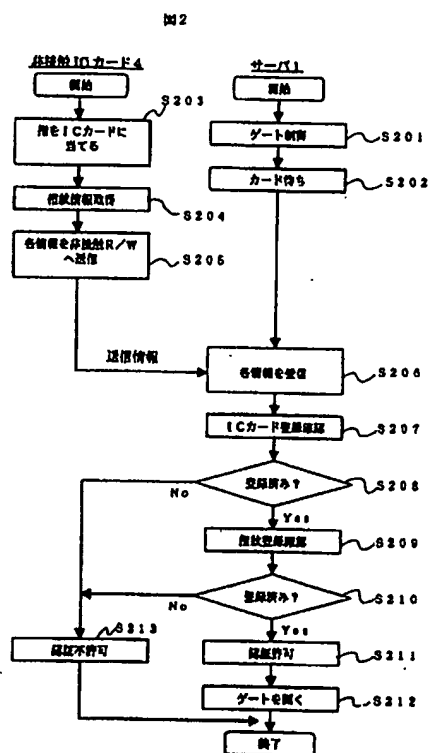 図2
非接触ICカード4
サーバ1
開始
開始
S203
指をICカードに
当てる
ゲート制御
S201
カード待ち
S202
指紋情報取得
S204
各情報を非接触R/W
へ送信
S205
送信情報
各情報を受信
S206
ICカード登録確認
S207
登録済み?
S208
No
Yes
指紋登録確認
S209
登録済み?
S210
No
Yes
S213
認証不許可
認証許可
S211
ゲートを開く
S212
終了